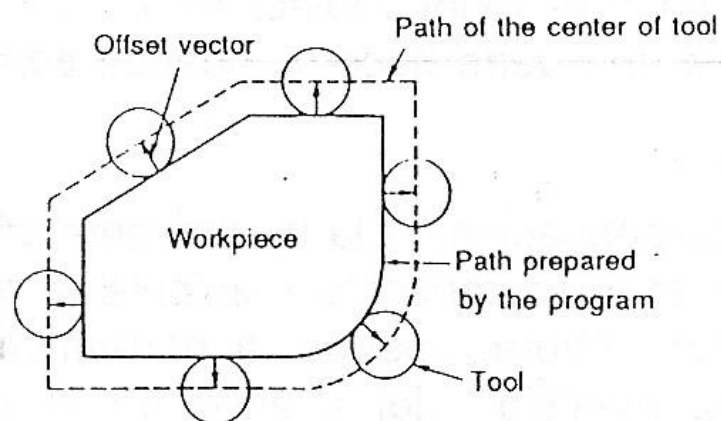 Path of the center of tool
Offset vector
Workpiece
Path prepared
by the program
Tool